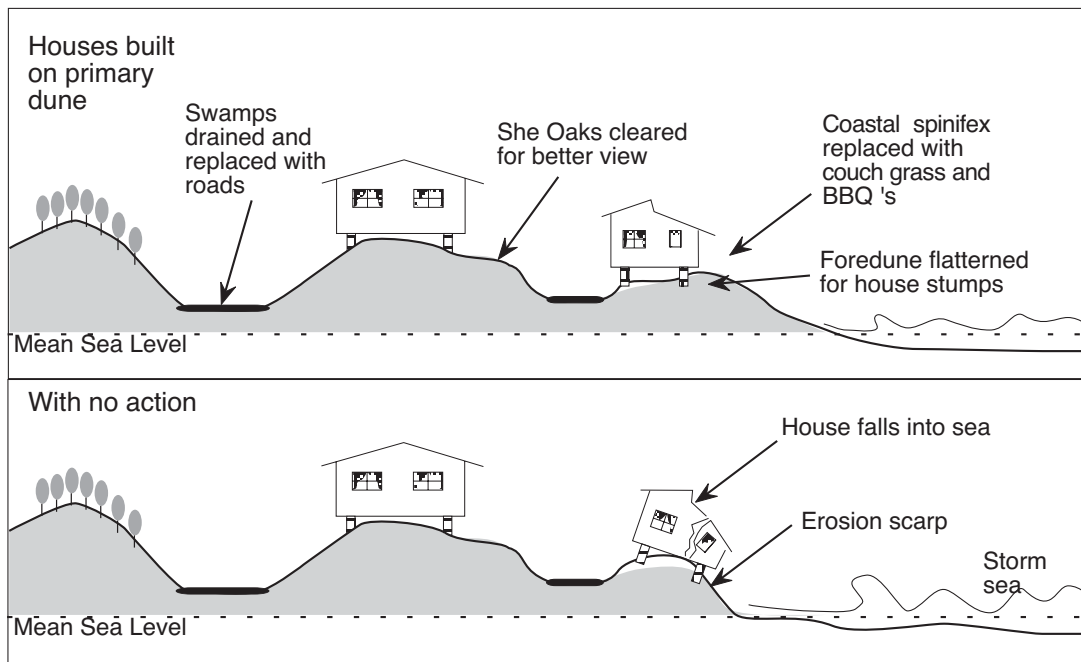 Houses built
on primary
dune
Swamps
drained and
replaced with
roads
She Oaks cleared
for better view
Coastal spinifex
replaced with
couch grass and
BBQ 's
Foredune flatterned
for house stumps
Mean Sea Level
With no action
House falls into sea
Erosion scarp
Storm
sea
Mean Sea Level